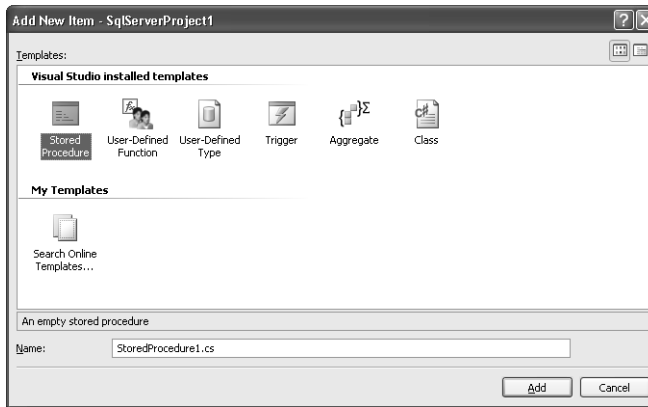 Add New Item - SqlServerProject1
Templates:
Visual Studio installed templates
Stored Procedure
User-Defined Function
User-Defined Type
Trigger
Aggregate
Class
My Templates
Search Online Templates...
An empty stored procedure
Name:
StoredProcedure1.cs
Add
Cancel